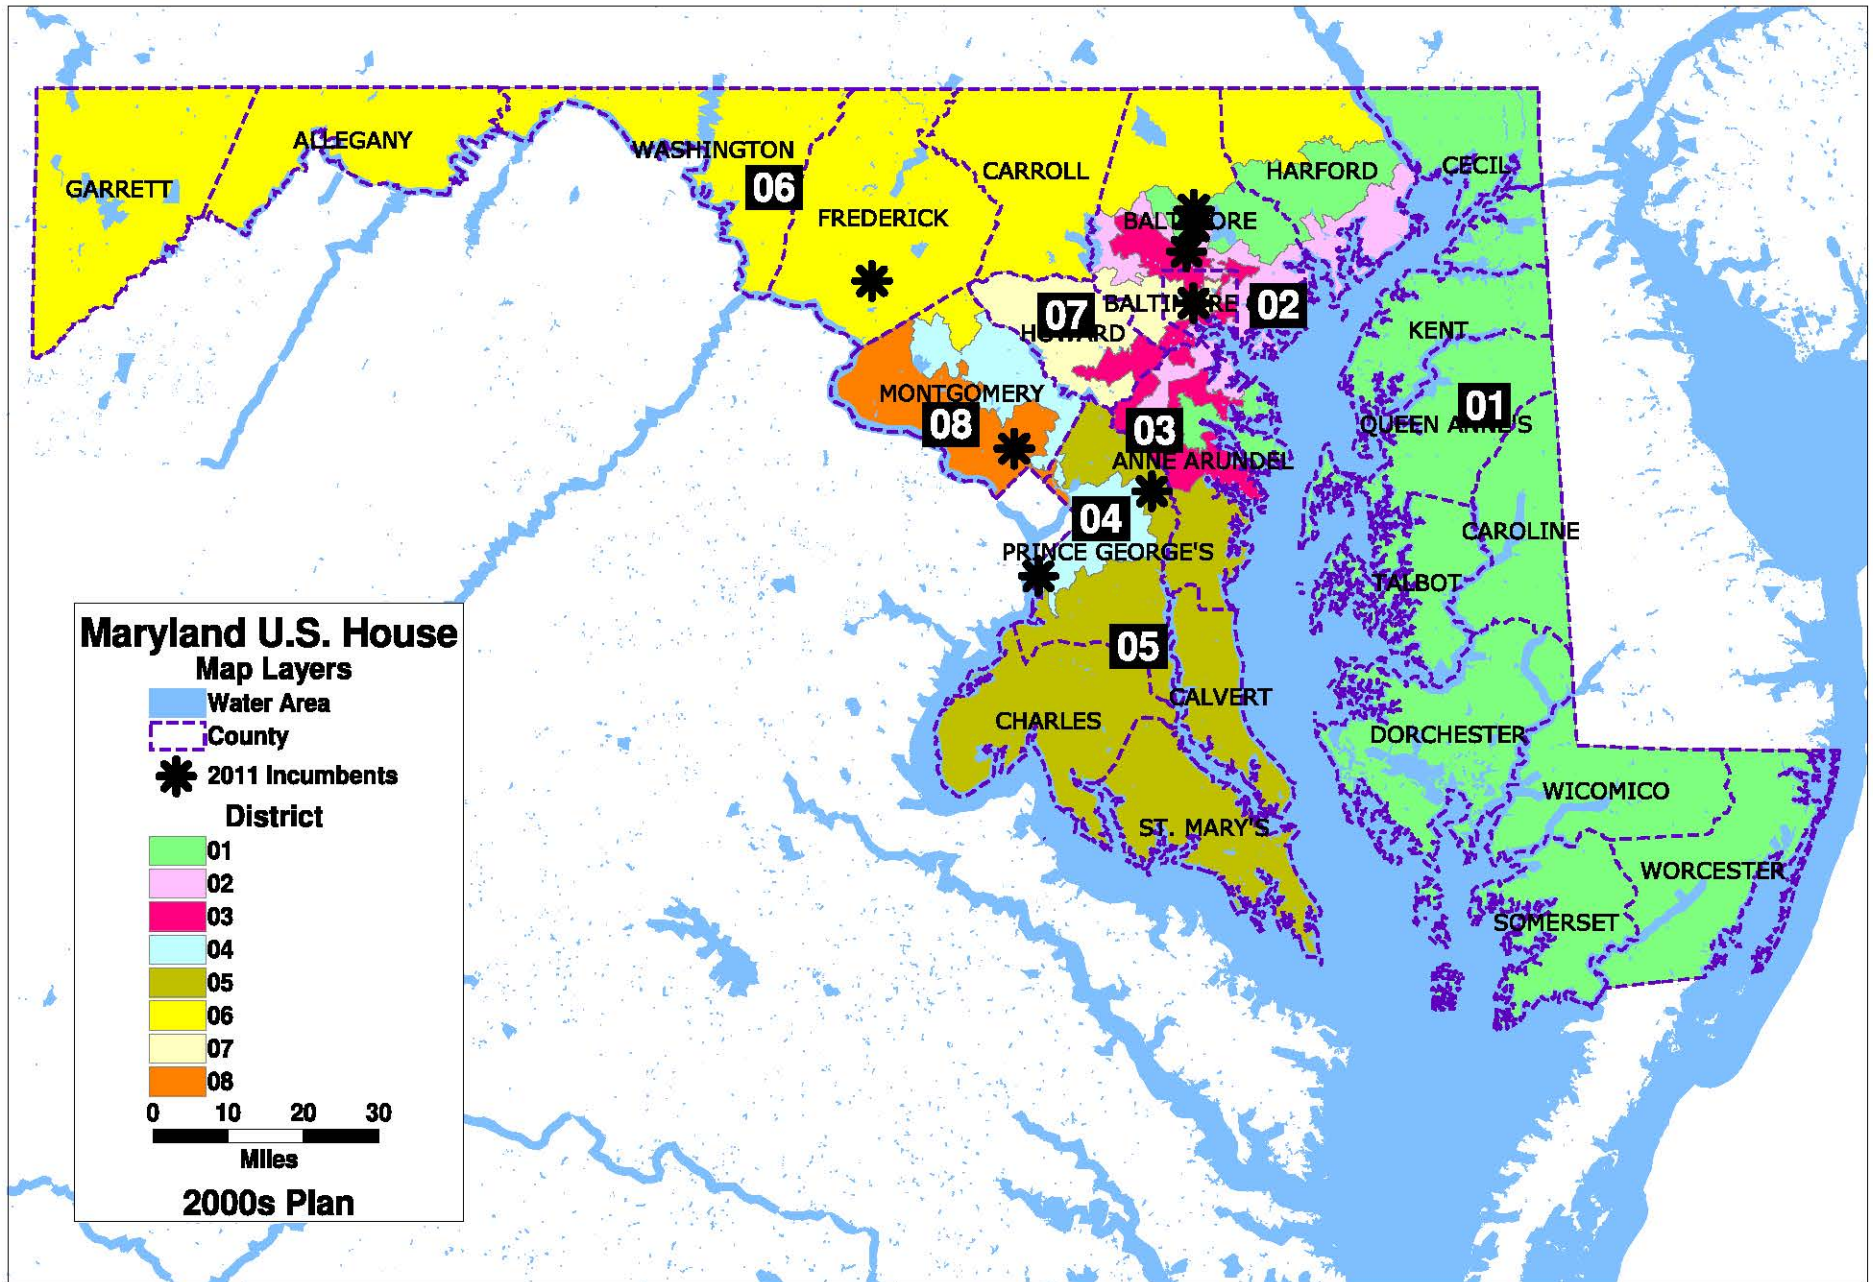 ALLEGANY
WASHINGTON
GARRETT
06
FREDERICK
CARROLL
HARFORD
CECIL
BALTIMORE
07
BALTIMORE
02
HOWARD
KENT
MONTGOMERY
08
03
01
QUEEN ANNE'S
ANNE ARUNDEL
04
PRINCE GEORGE'S
CAROLINE
TALBOT
05
CALVERT
CHARLES
DORCHESTER
WICOMICO
ST. MARY'S
WORCESTER
SOMERSET
Maryland U.S. House
Map Layers
Water Area
County
2011 Incumbents
District
01
02
03
04
05
06
07
08
0 10 20 30
Miles
2000s Plan